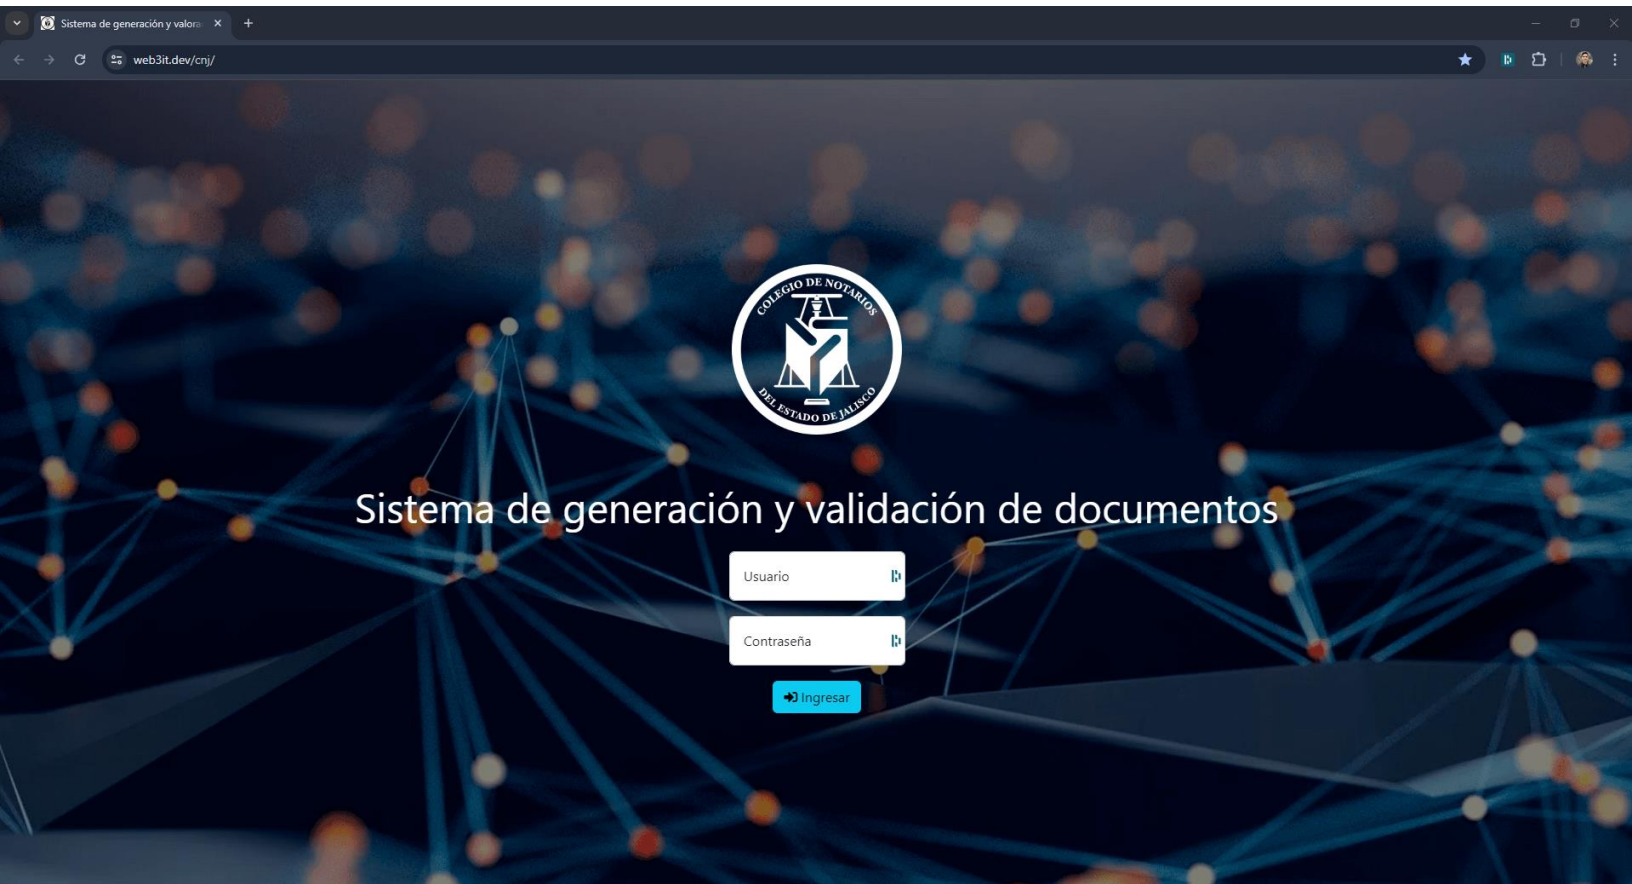 Sistema de generación y valora
web3it.dev/cnj/
COLEGIO DE NOTARIOS
DEL ESTADO DE JALISCO
Sistema de generación y validación de documentos
Usuario
Contraseña
Ingresar